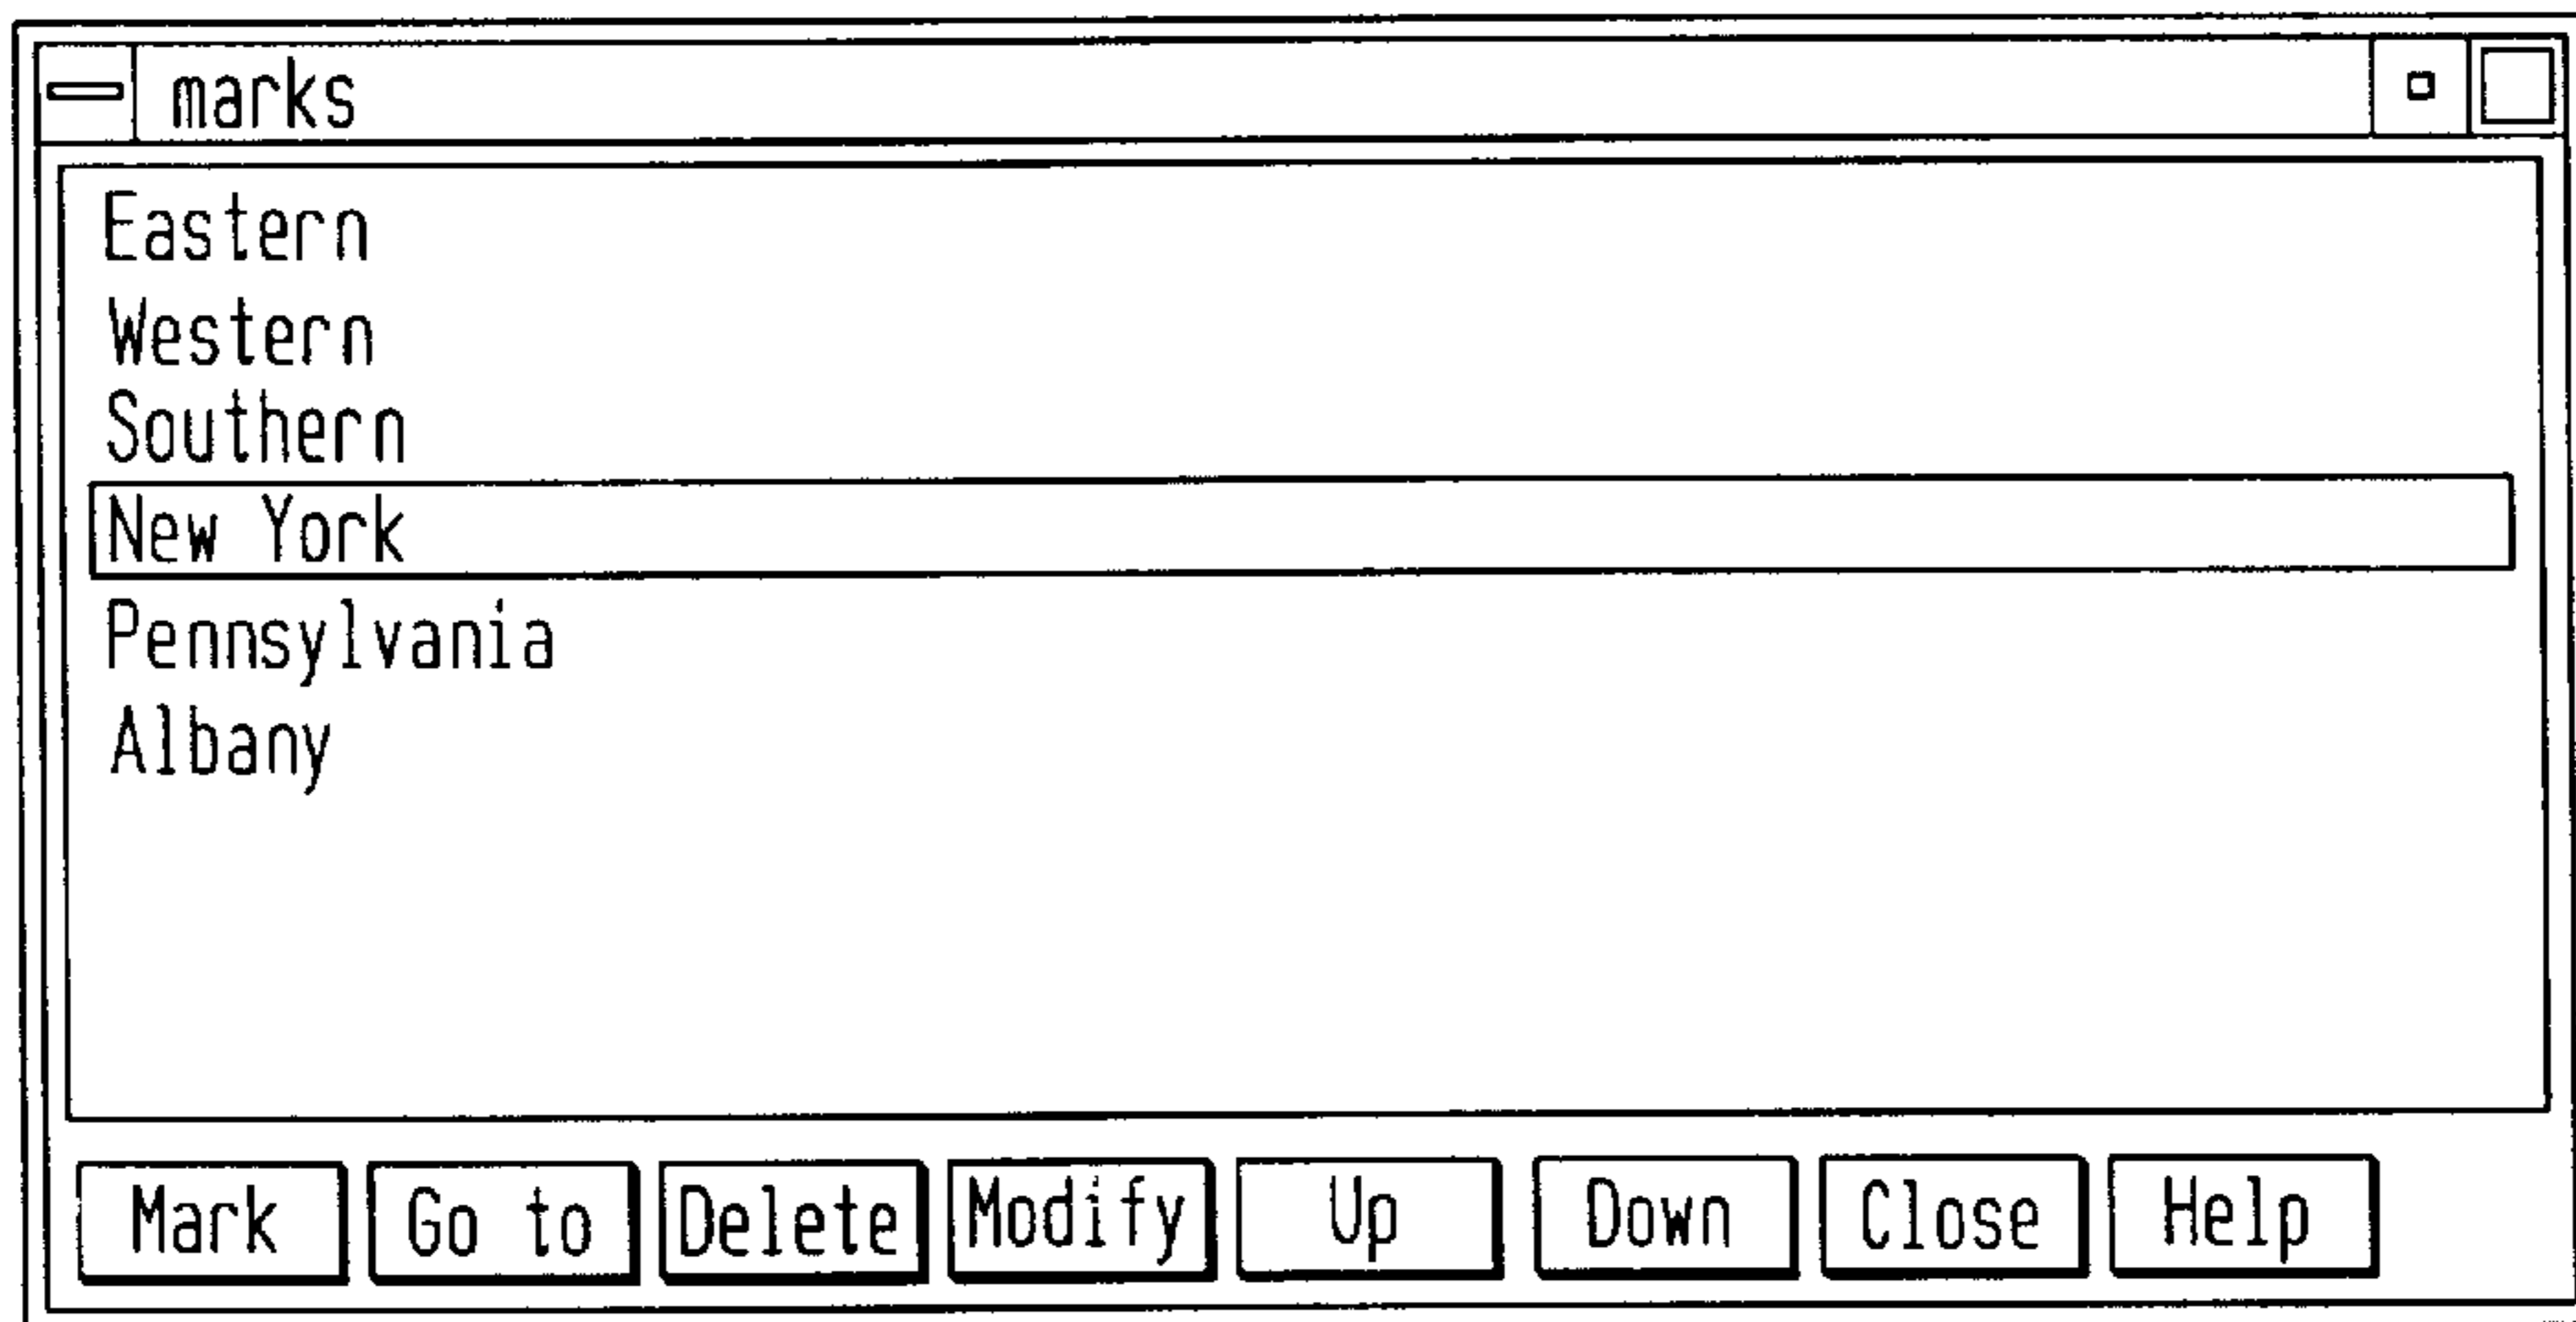 marks
Eastern
Western
Southern
New York
Pennsylvania
Albany
Mark Go to Delete Modify Up Down Close Help